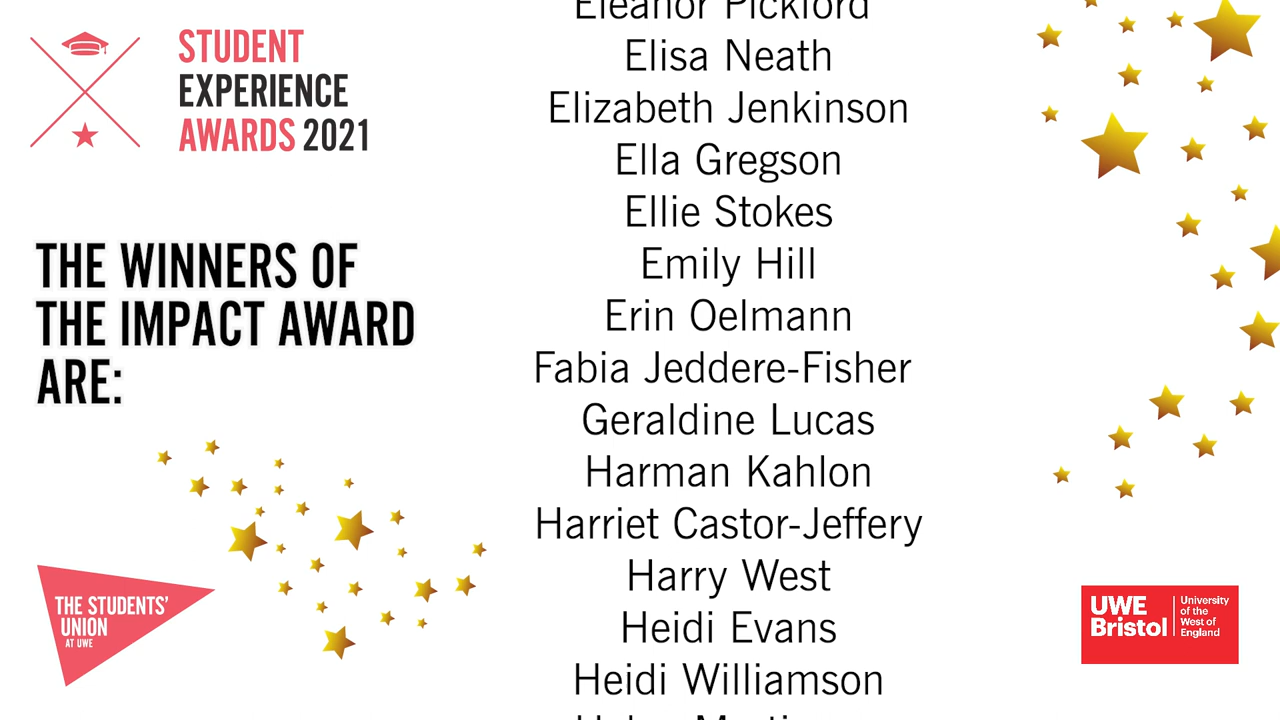 STUDENT
EXPERIENCE
AWARDS 2021
THE WINNERS OF
THE IMPACT AWARD
ARE:
Eleanor Pickford
Elisa Neath
Elizabeth Jenkinson
Ella Gregson
Ellie Stokes
Emily Hill
Erin Oelmann
Fabia Jeddere-Fisher
Geraldine Lucas
Harman Kahlon
Harriet Castor-Jeffery
Harry West
Heidi Evans
Heidi Williamson
THE STUDENTS'
UNION
AT UWE
UWE
Bristol
University
of the
West of
England